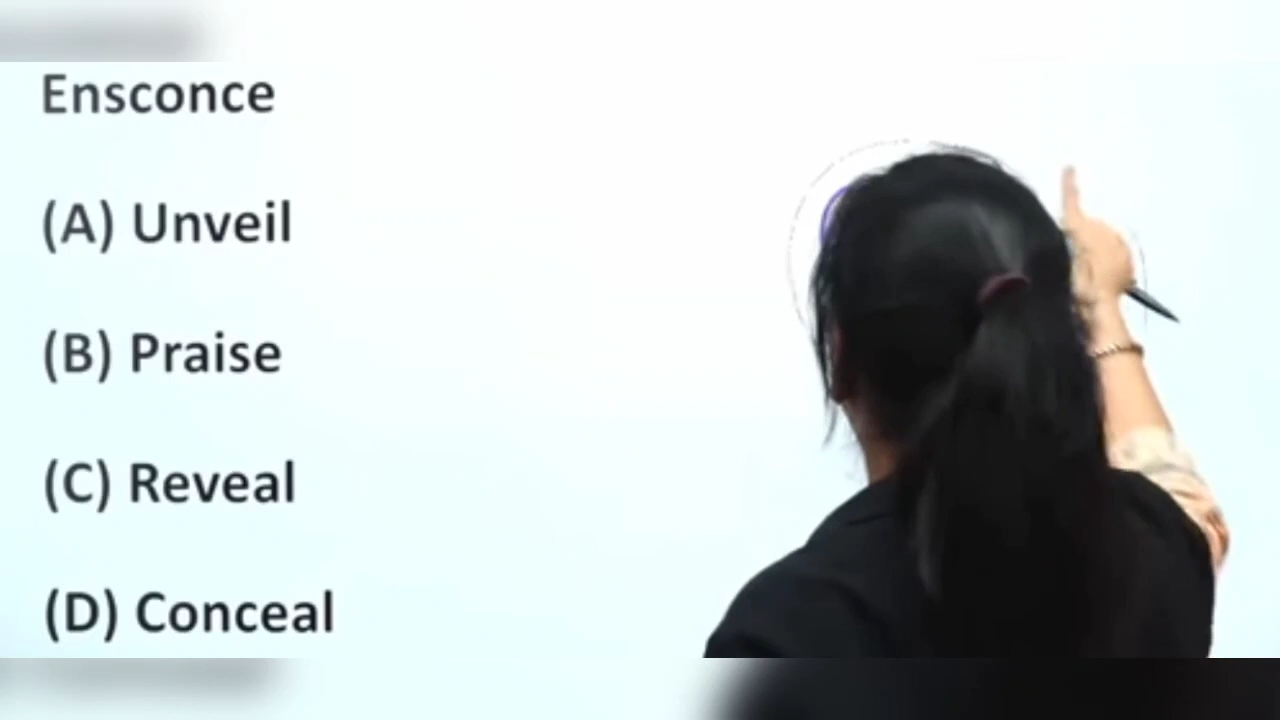 Ensconce
(A) Unveil
(B) Praise
(C) Reveal
(D) Conceal